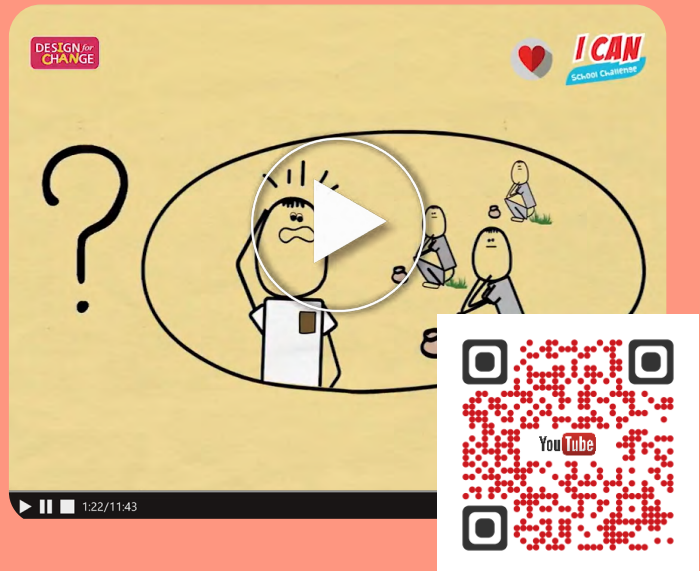 DESIGN for
CHANGE
I CAN
School Challenge
?
YouTube
1:22/11:43